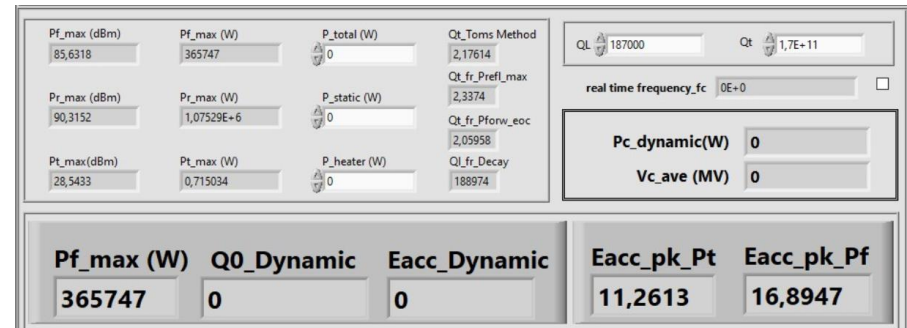 Pf_max (dBm) Pf_max (W) P_total (W) Qt_Toms Method
85,6318 365747 0 2,17614
Qt_fr_Prefl_max
Pr_max (dBm) Pr_max (W) P_static (W) 2,3374
90,3152 1,07529E+6 0 Qt_fr_Pforw_eoc
2,05958
Pt_max(dBm) Pt_max (W) P_heater (W) Ql_fr_Decay
28,5433 0,715034 0 188974
QL 187000 Qt 1,7E+11
real time frequency_fc 0E+0
Pc_dynamic(W) 0
Vc_ave (MV) 0
Pf_max (W) Q0_Dynamic Eacc_Dynamic
365747 0 0
Eacc_pk_Pt Eacc_pk_Pf
11,2613 16,8947